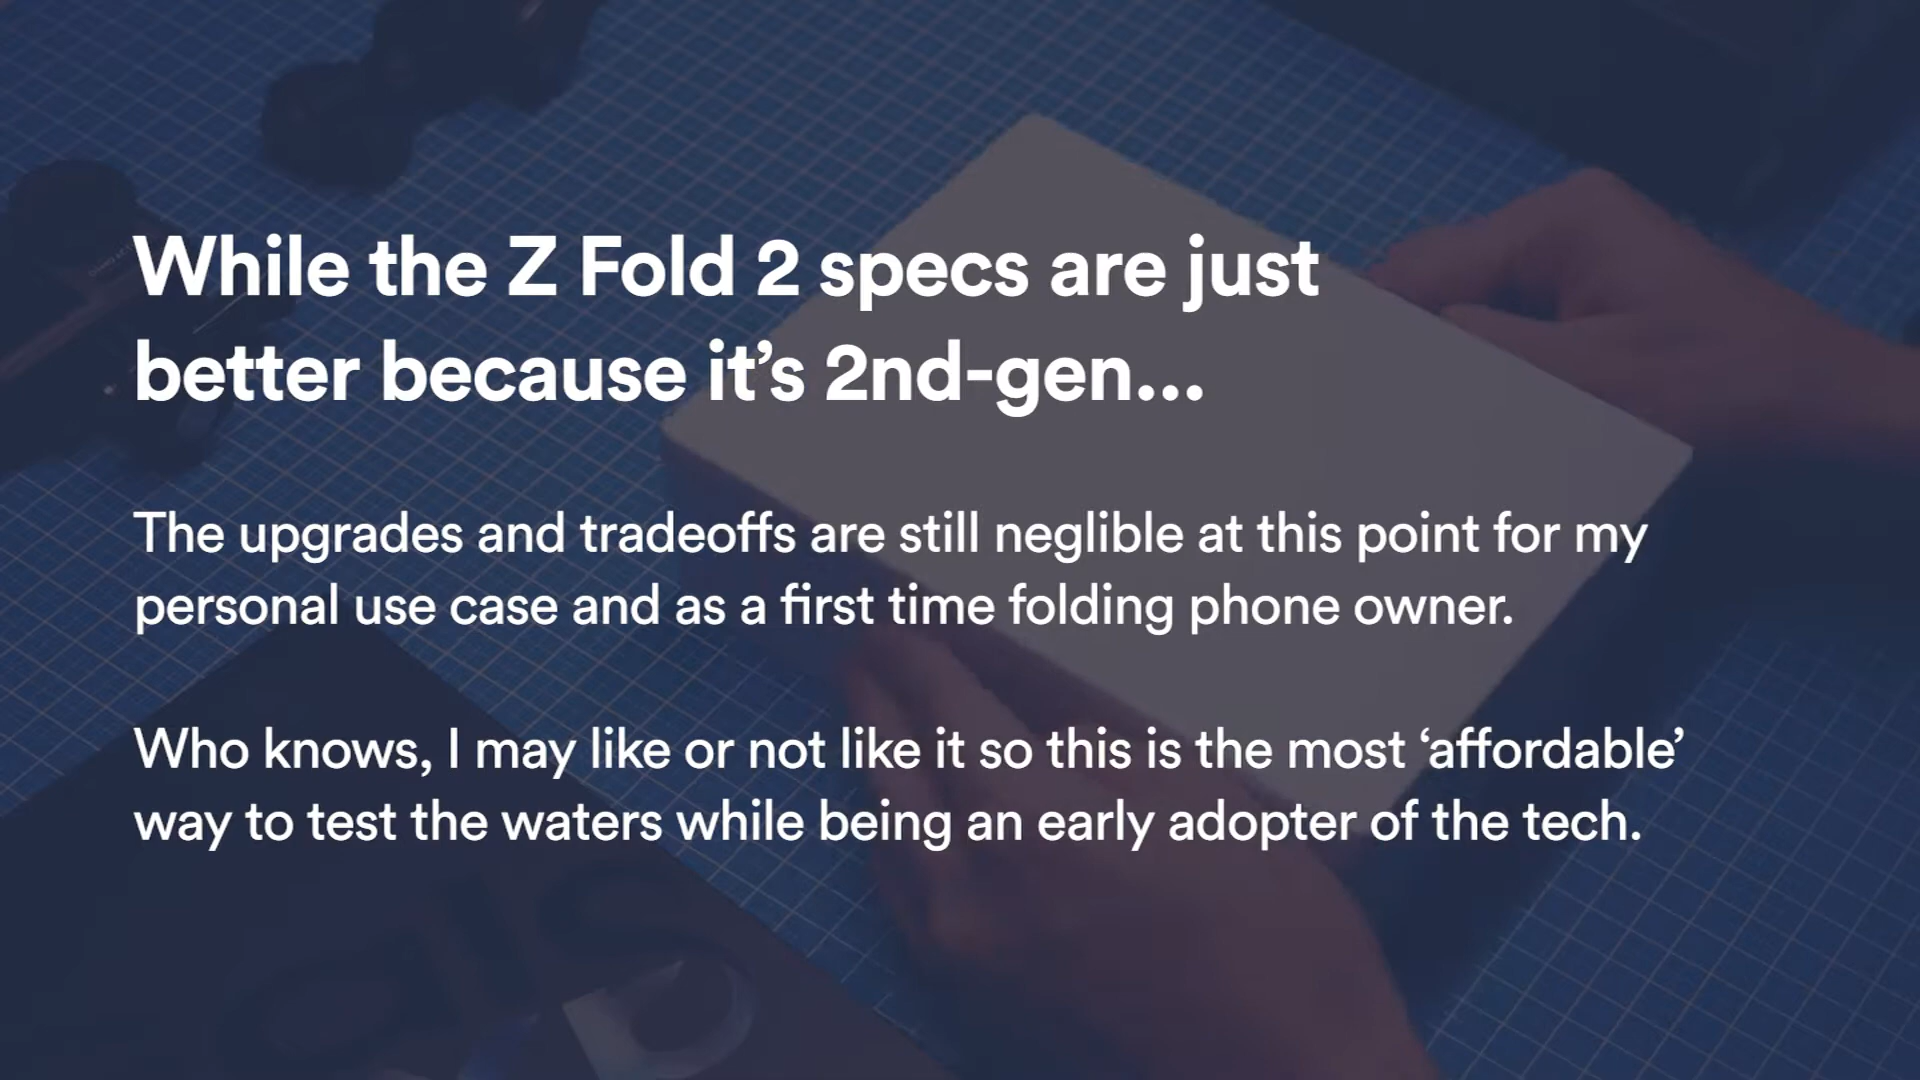 While the Z Fold 2 specs are just
better because it’s 2nd-gen...
The upgrades and tradeoffs are still neglible at this point for my
personal use case and as a first time folding phone owner.
Who knows, I may like or not like it so this is the most ‘affordable’
way to test the waters while being an early adopter of the tech.